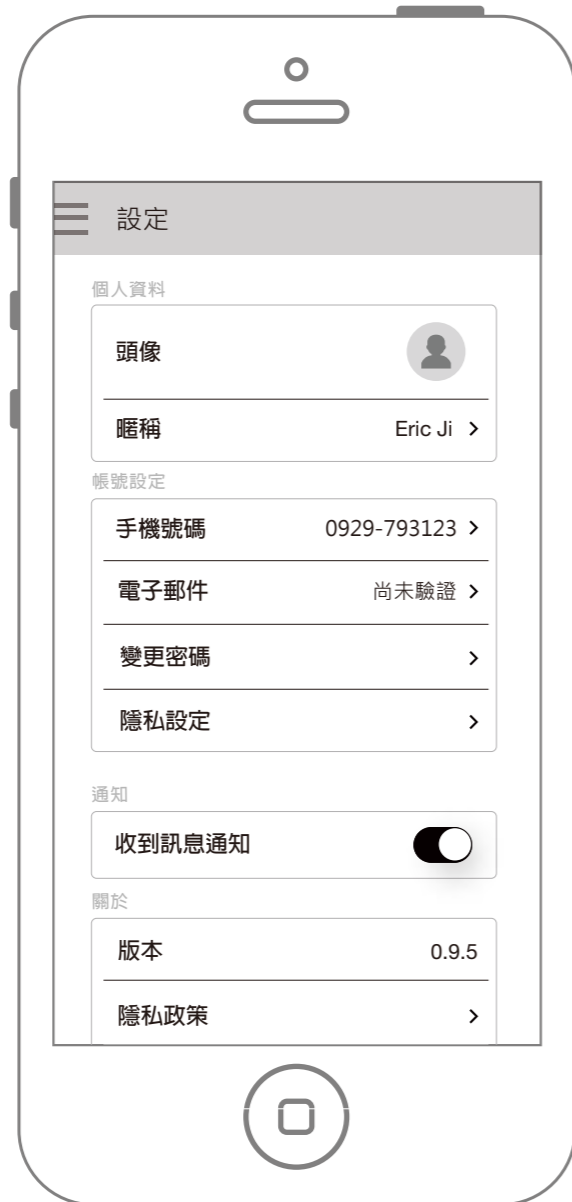 設定
個人資料
頭像
暱稱 Eric Ji
帳號設定
手機號碼 0929-793123
電子郵件 尚未驗證
變更密碼
隱私設定
通知
收到訊息通知
關於
版本 0.9.5
隱私政策